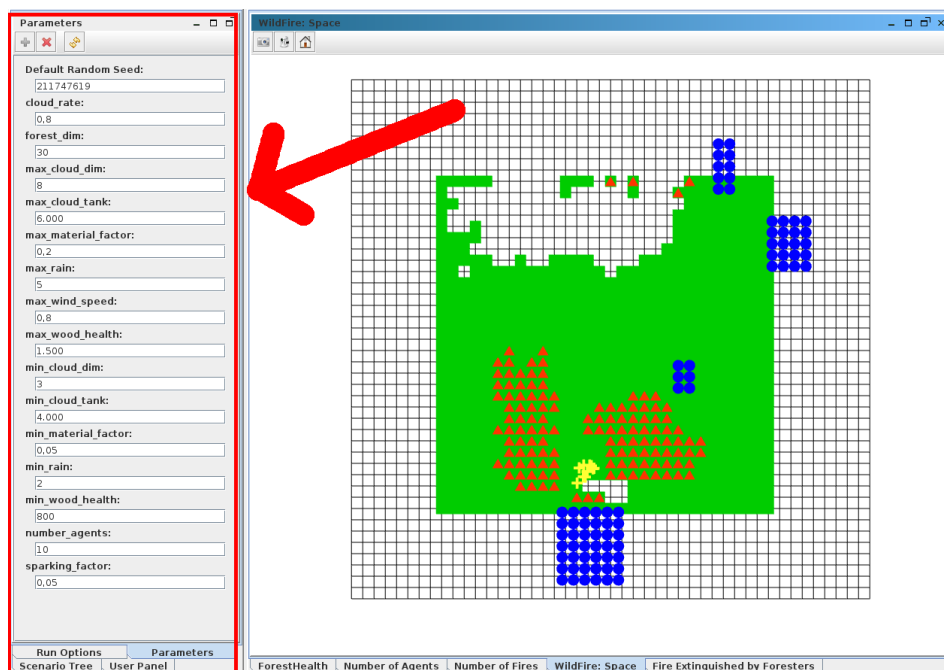 Parameters
Default Random Seed:
211747619
cloud_rate:
0,8
forest_dim:
30
max_cloud_dim:
8
max_cloud_tank:
6.000
max_material_factor:
0,2
max_rain:
5
max_wind_speed:
0,8
max_wood_health:
1.500
min_cloud_dim:
3
min_cloud_tank:
4.000
min_material_factor:
0,05
min_rain:
2
min_wood_health:
800
number_agents:
10
sparking_factor:
0,05
Run Options Parameters
Scenario Tree User Panel
WildFire: Space
ForestHealth Number of Agents Number of Fires WildFire: Space Fire Extinguished by Foresters